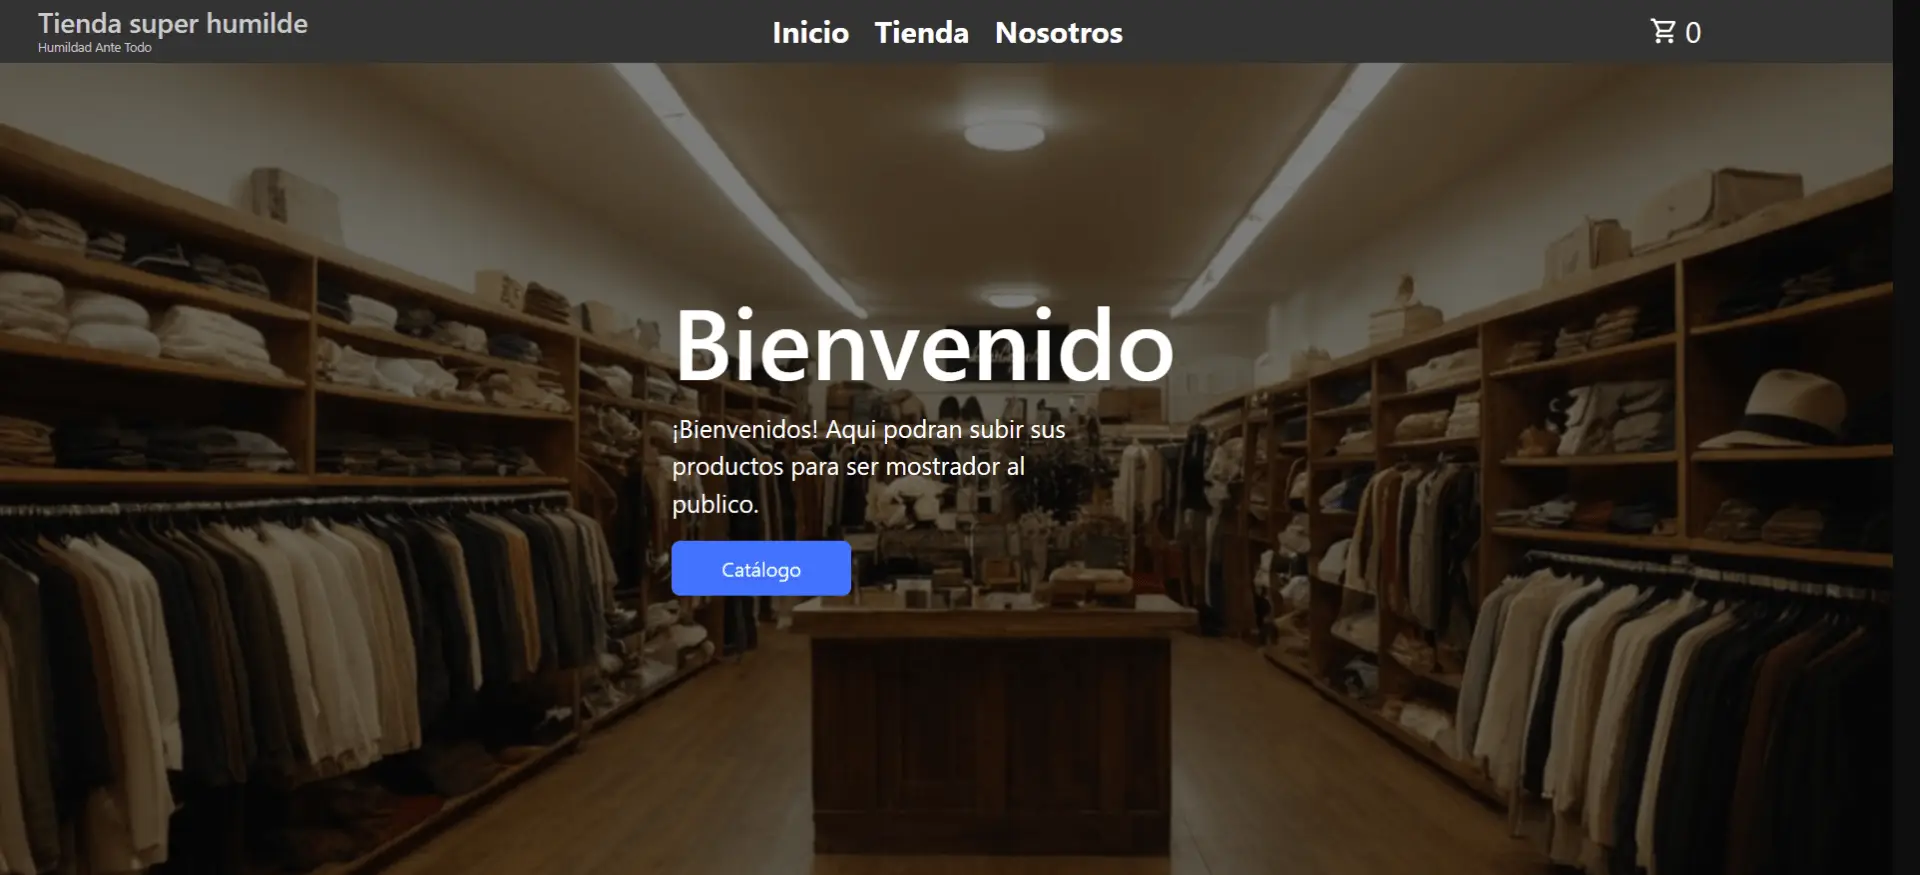 Tienda super humilde
Humildad Ante Todo
Inicio Tienda Nosotros
0
Bienvenido
¡Bienvenidos! Aqui podran subir sus
productos para ser mostrador al
publico.
Catálogo